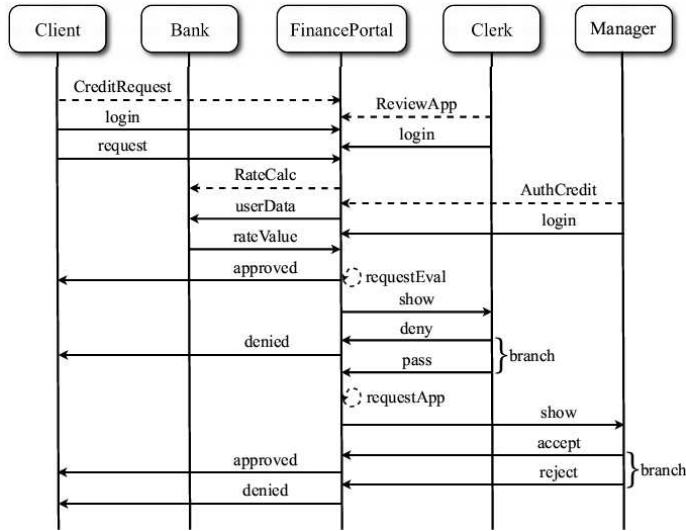 Client
Bank
FinancePortal
Clerk
Manager
CreditRequest
ReviewApp
login
login
request
RateCalc
AuthCredit
userData
login
rateValue
approved
requestEval
show
deny
denied
branch
pass
requestApp
show
accept
approved
reject
branch
denied